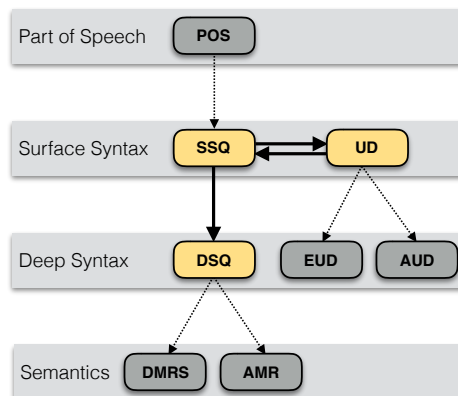 Part of Speech POS
Surface Syntax SSQ UD
Deep Syntax DSQ EUD AUD
Semantics DMRS AMR